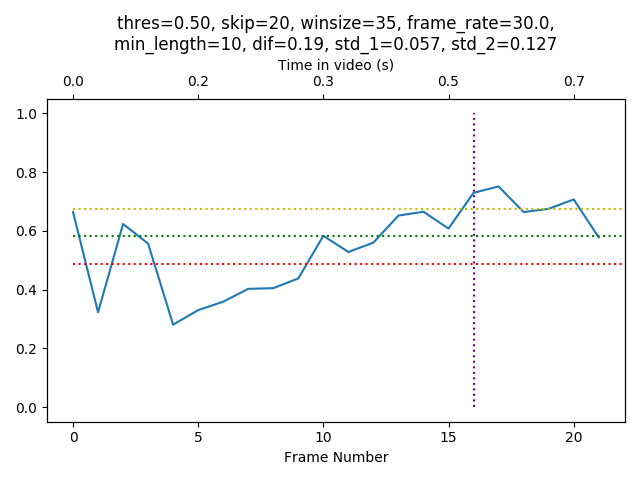 thres=0.50, skip=20, winsize=35, frame_rate=30.0,
min_length=10, dif=0.19, std_1=0.057, std_2=0.127
Time in video (s)
0.0 0.2 0.3 0.5 0.7
1.0
0.8
0.6
0.4
0.2
0.0
0 5 10 15 20
Frame Number